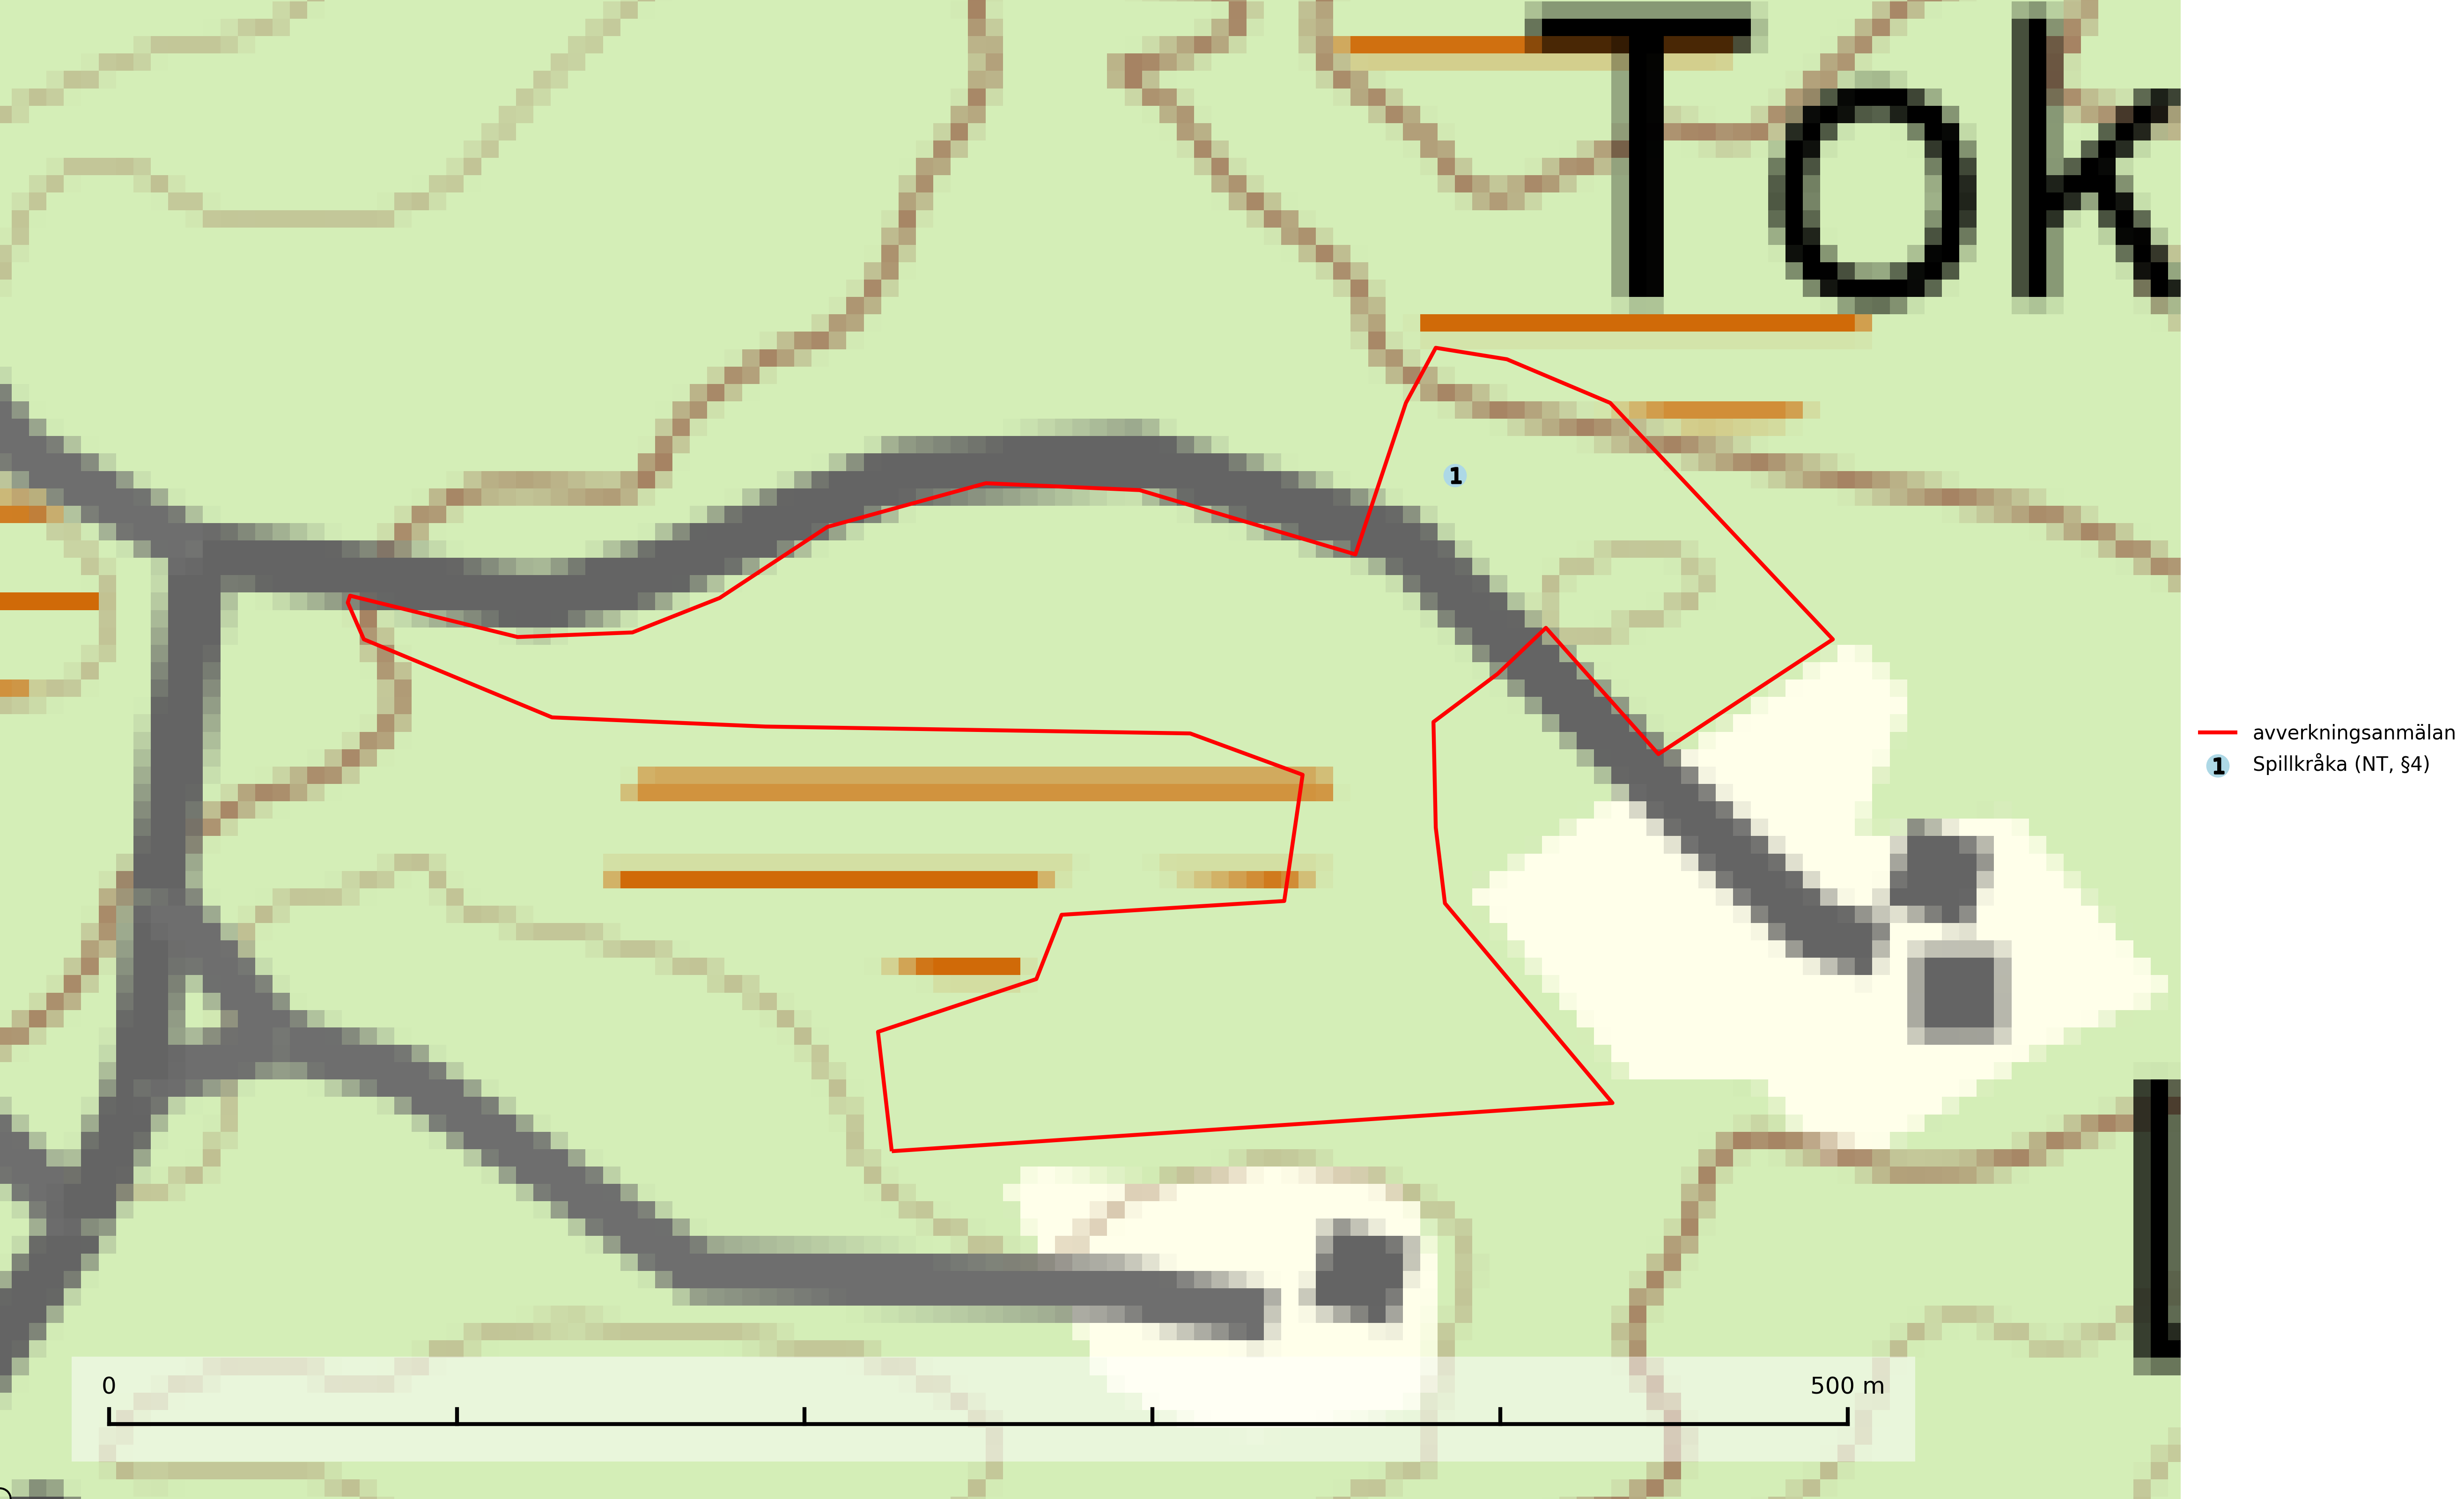 Tok
1
avverkningsanmälan
1 Spillkråka (NT, §4)
0 500 m